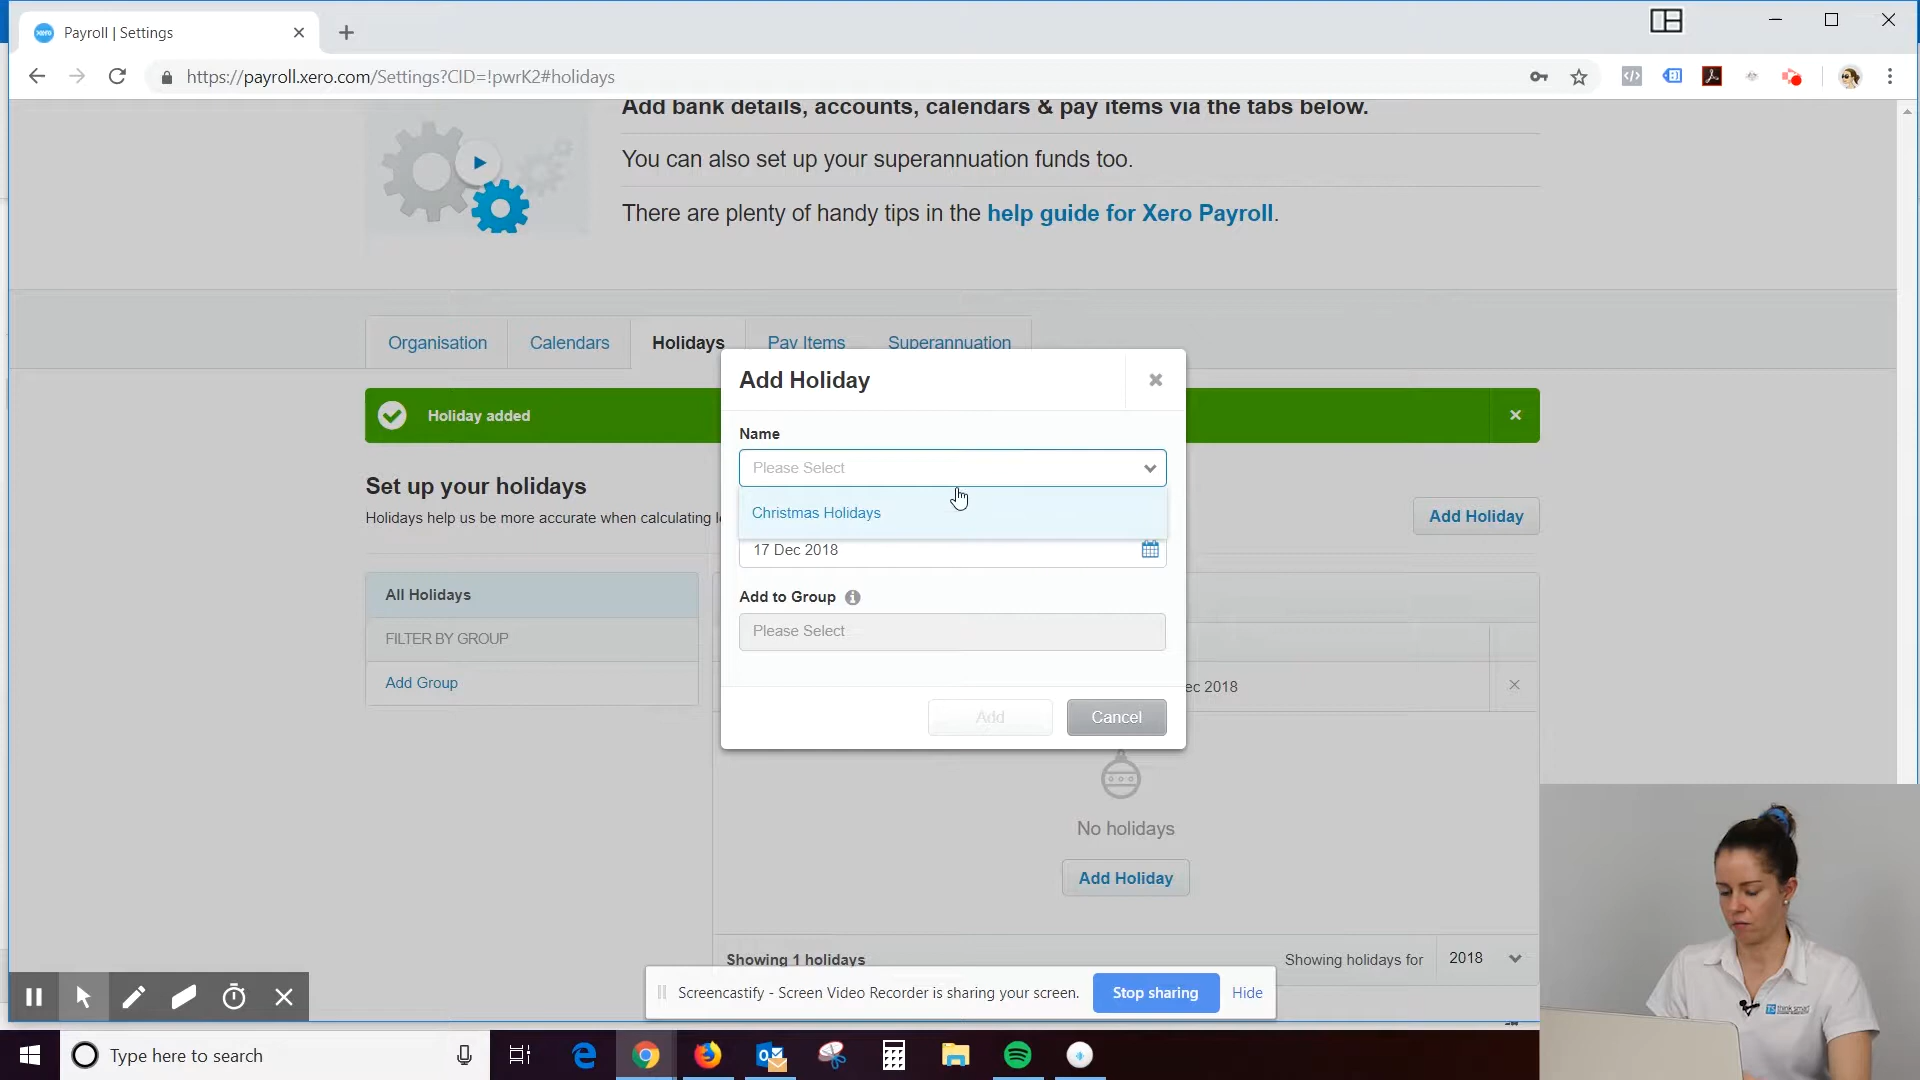 Payroll | Settings
https://payroll.xero.com/Settings?CID=!pwrK2#holidays
Add bank details, accounts, calendars & pay items via the tabs below.
You can also set up your superannuation funds too.
There are plenty of handy tips in the help guide for Xero Payroll.
Organisation
Calendars
Holidays
Pay Items
Superannuation
Add Holiday
Holiday added
Name
Please Select
Set up your holidays
Holidays help us be more accurate when calculating l
Christmas Holidays
Add Holiday
17 Dec 2018
All Holidays
Add to Group
FILTER BY GROUP
Please Select
Add Group
ec 2018
Add
Cancel
No holidays
Add Holiday
Showing 1 holidays
Showing holidays for
2018
Screencastify - Screen Video Recorder is sharing your screen.
Stop sharing
Hide
Type here to search